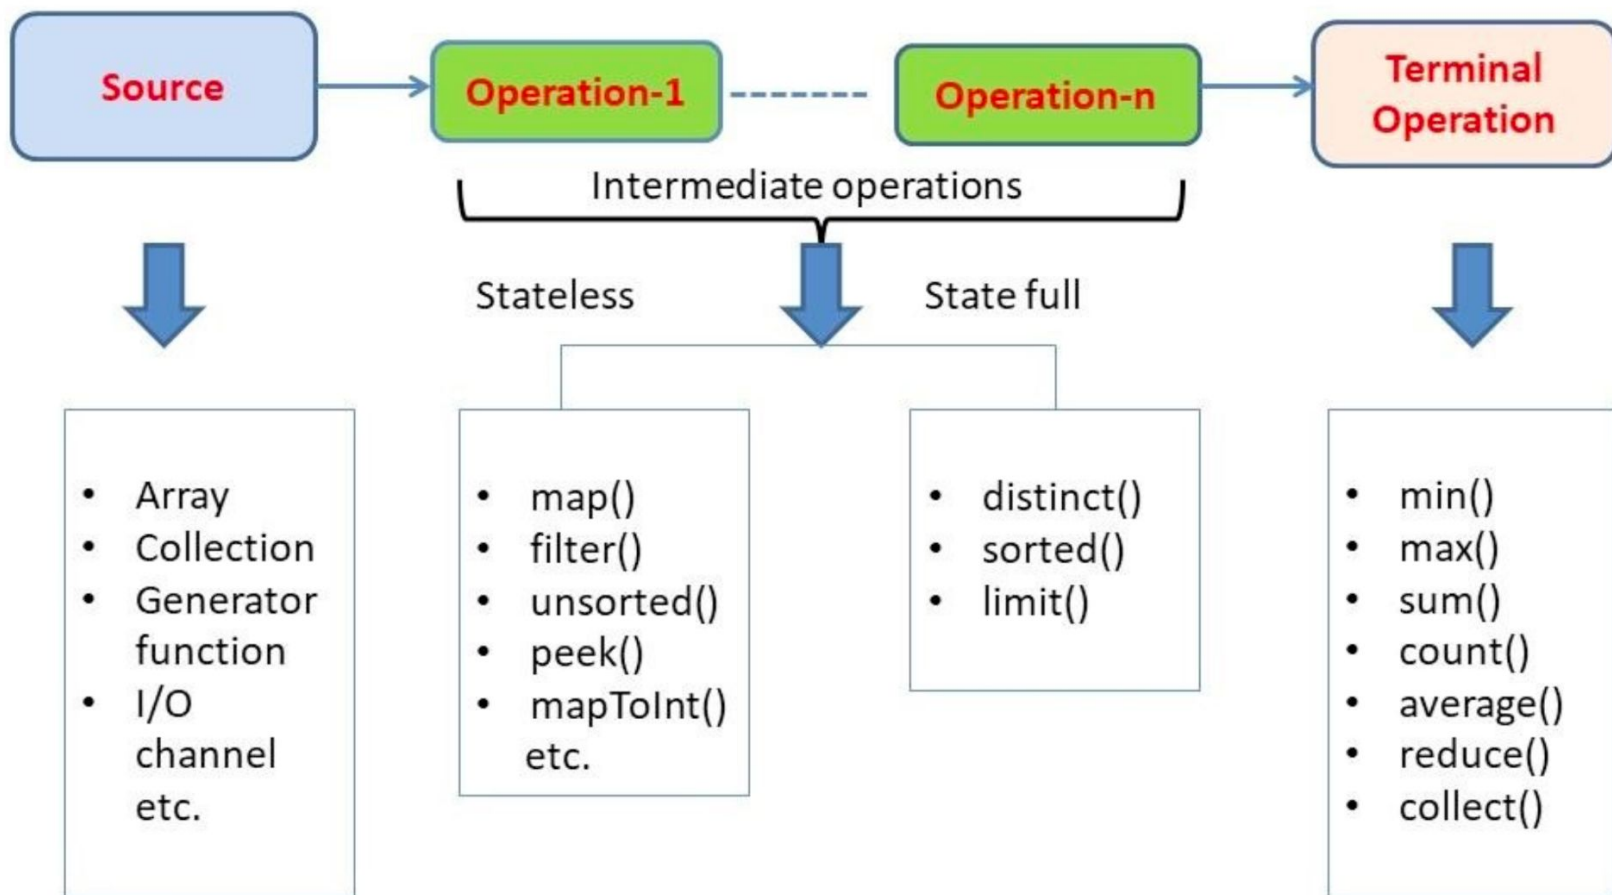 Source
Operation-1
Operation-n
Terminal
Operation
Intermediate operations
Stateless
State full
• Array
• Collection
• Generator
function
• I/O
channel
etc.
• map()
• filter()
• unsorted()
• peek()
• mapToInt()
etc.
• distinct()
• sorted()
• limit()
• min()
• max()
• sum()
• count()
• average()
• reduce()
• collect()